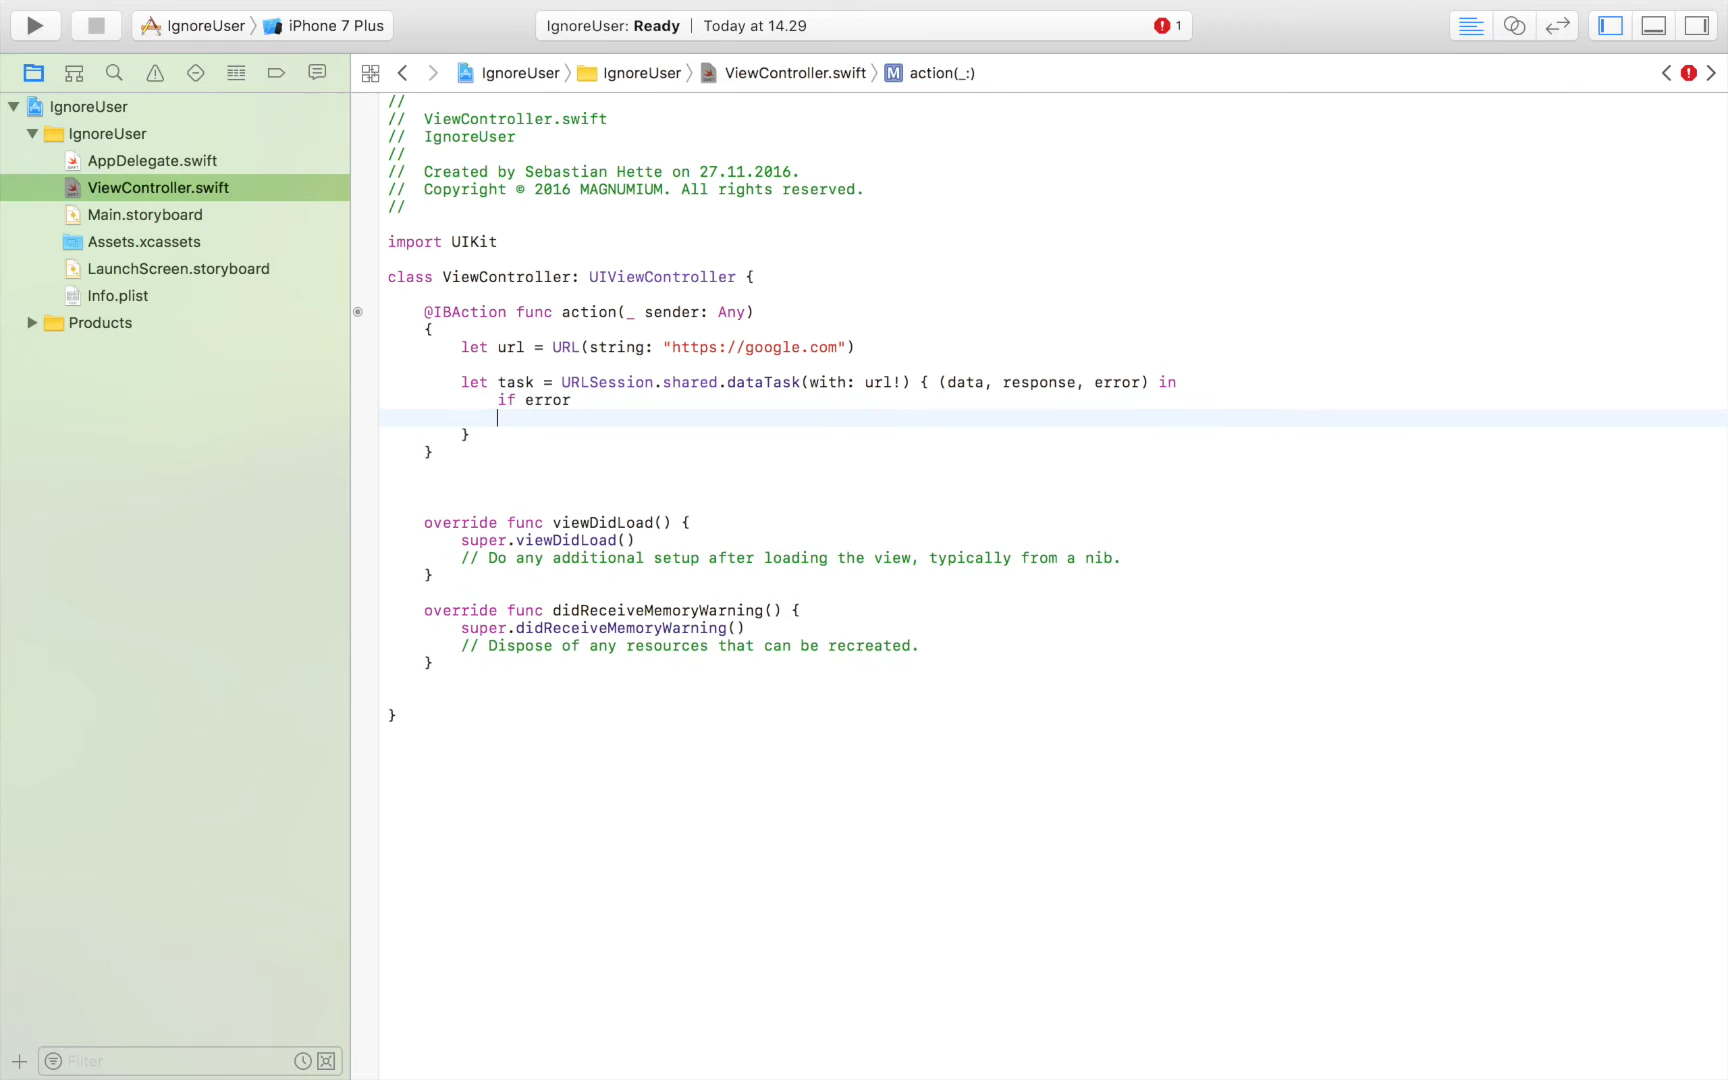 IgnoreUser iPhone 7 Plus
IgnoreUser: Ready | Today at 14.29
1
IgnoreUser
IgnoreUser
AppDelegate.swift
ViewController.swift
Main.storyboard
Assets.xcassets
LaunchScreen.storyboard
Info.plist
Products
Filter
IgnoreUser IgnoreUser ViewController.swift M action(_:)
//
//  ViewController.swift
//  IgnoreUser
//
//  Created by Sebastian Hette on 27.11.2016.
//  Copyright © 2016 MAGNUMIUM. All rights reserved.
//
import UIKit
class ViewController: UIViewController {
@IBAction func action(_ sender: Any)
{
let url = URL(string: "https://google.com")
let task = URLSession.shared.dataTask(with: url!) { (data, response, error) in
if error
}
}
override func viewDidLoad() {
super.viewDidLoad()
// Do any additional setup after loading the view, typically from a nib.
}
override func didReceiveMemoryWarning() {
super.didReceiveMemoryWarning()
// Dispose of any resources that can be recreated.
}
}